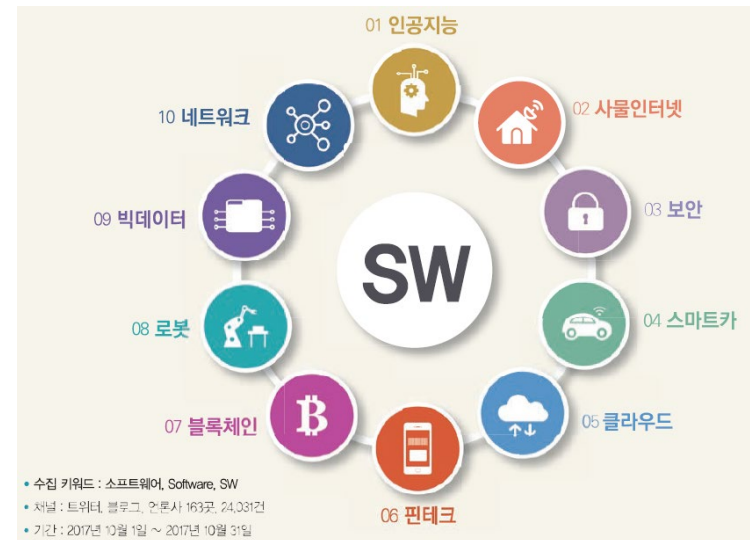 01 인공지능
02 사물인터넷
03 보안
04 스마트카
05 클라우드
06 핀테크
07 블록체인
08 로봇
09 빅데이터
10 네트워크
SW
• 수집 키워드 : 소프트웨어, Software, SW
• 채널 : 트위터, 블로그, 언론사 163곳, 24,031건
• 기간 : 2017년 10월 1일 ~ 2017년 10월 31일